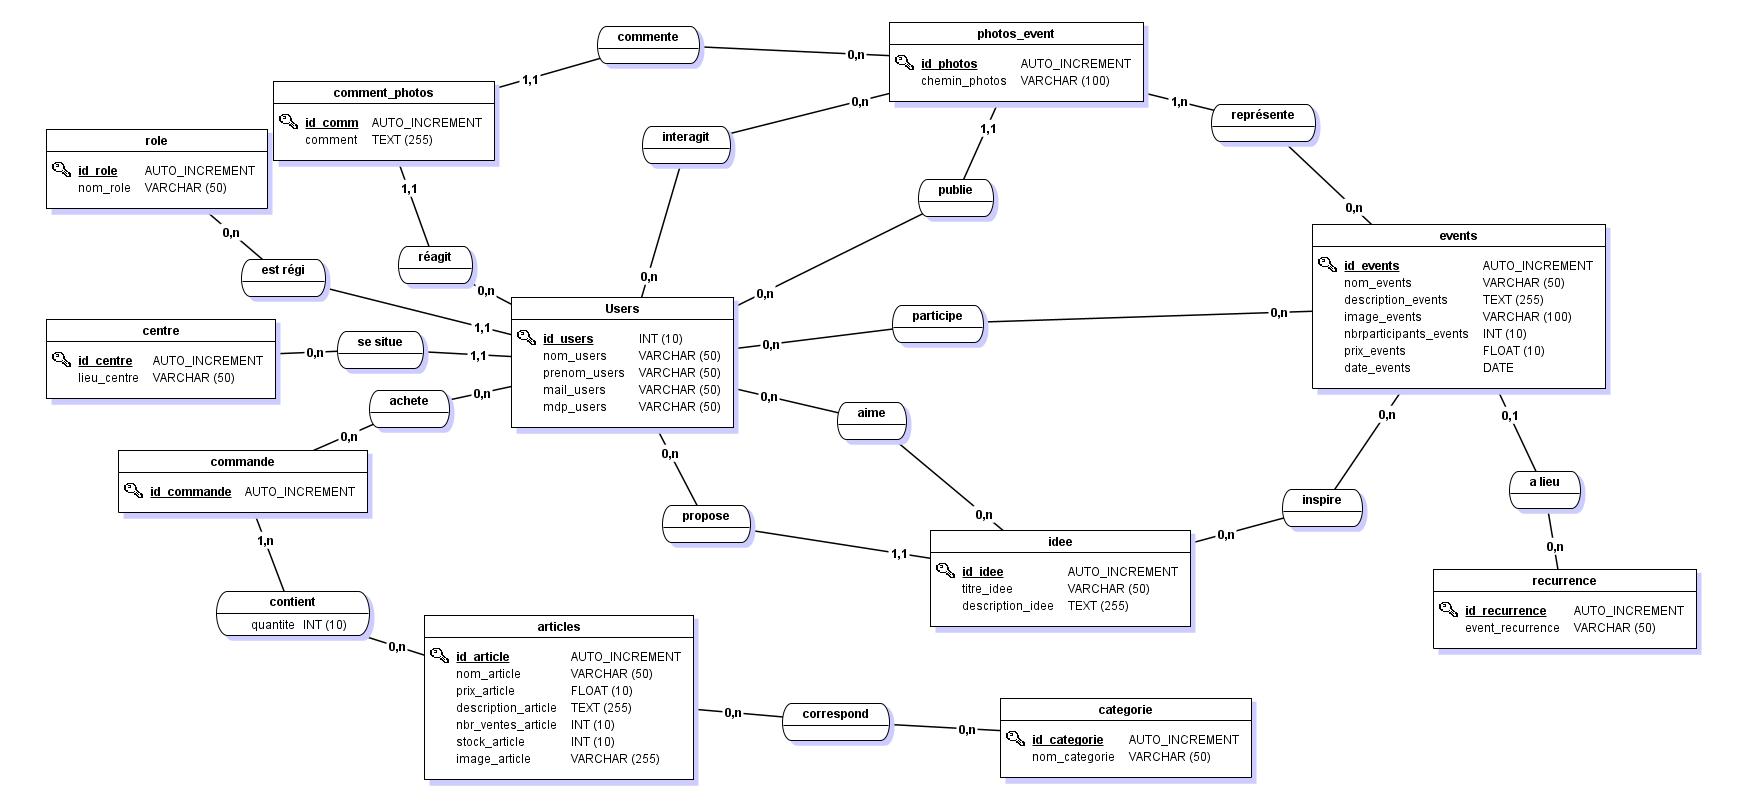 commente
photos_event
id_photos AUTO_INCREMENT
chemin_photos VARCHAR (100)
0,n
1,1
comment_photos
id_comm AUTO_INCREMENT
comment TEXT (255)
0,n
1,n
représente
interagit
1,1
role
id_role AUTO_INCREMENT
nom_role VARCHAR (50)
1,1
publie
0,n
0,n
events
id_events AUTO_INCREMENT
nom_events VARCHAR (50)
description_events TEXT (255)
image_events VARCHAR (100)
nbrparticipants_events INT (10)
prix_events FLOAT (10)
date_events DATE
réagit
est régi
0,n
0,n
0,n
Users
id_users INT (10)
nom_users VARCHAR (50)
prenom_users VARCHAR (50)
mail_users VARCHAR (50)
mdp_users VARCHAR (50)
participe
0,n
0,n
1,1
centre
id_centre AUTO_INCREMENT
lieu_centre VARCHAR (50)
0,n
se situe
1,1
achete
0,n
0,n
0,n
aime
0,n
0,n
0,1
commande
id_commande AUTO_INCREMENT
0,n
a lieu
inspire
propose
0,n
0,n
1,n
1,1
0,n
idee
id_idee AUTO_INCREMENT
titre_idee VARCHAR (50)
description_idee TEXT (255)
recurrence
id_recurrence AUTO_INCREMENT
event_recurrence VARCHAR (50)
contient
quantite INT (10)
0,n
articles
id_article AUTO_INCREMENT
nom_article VARCHAR (50)
prix_article FLOAT (10)
description_article TEXT (255)
nbr_ventes_article INT (10)
stock_article INT (10)
image_article VARCHAR (255)
0,n
correspond
0,n
categorie
id_categorie AUTO_INCREMENT
nom_categorie VARCHAR (50)